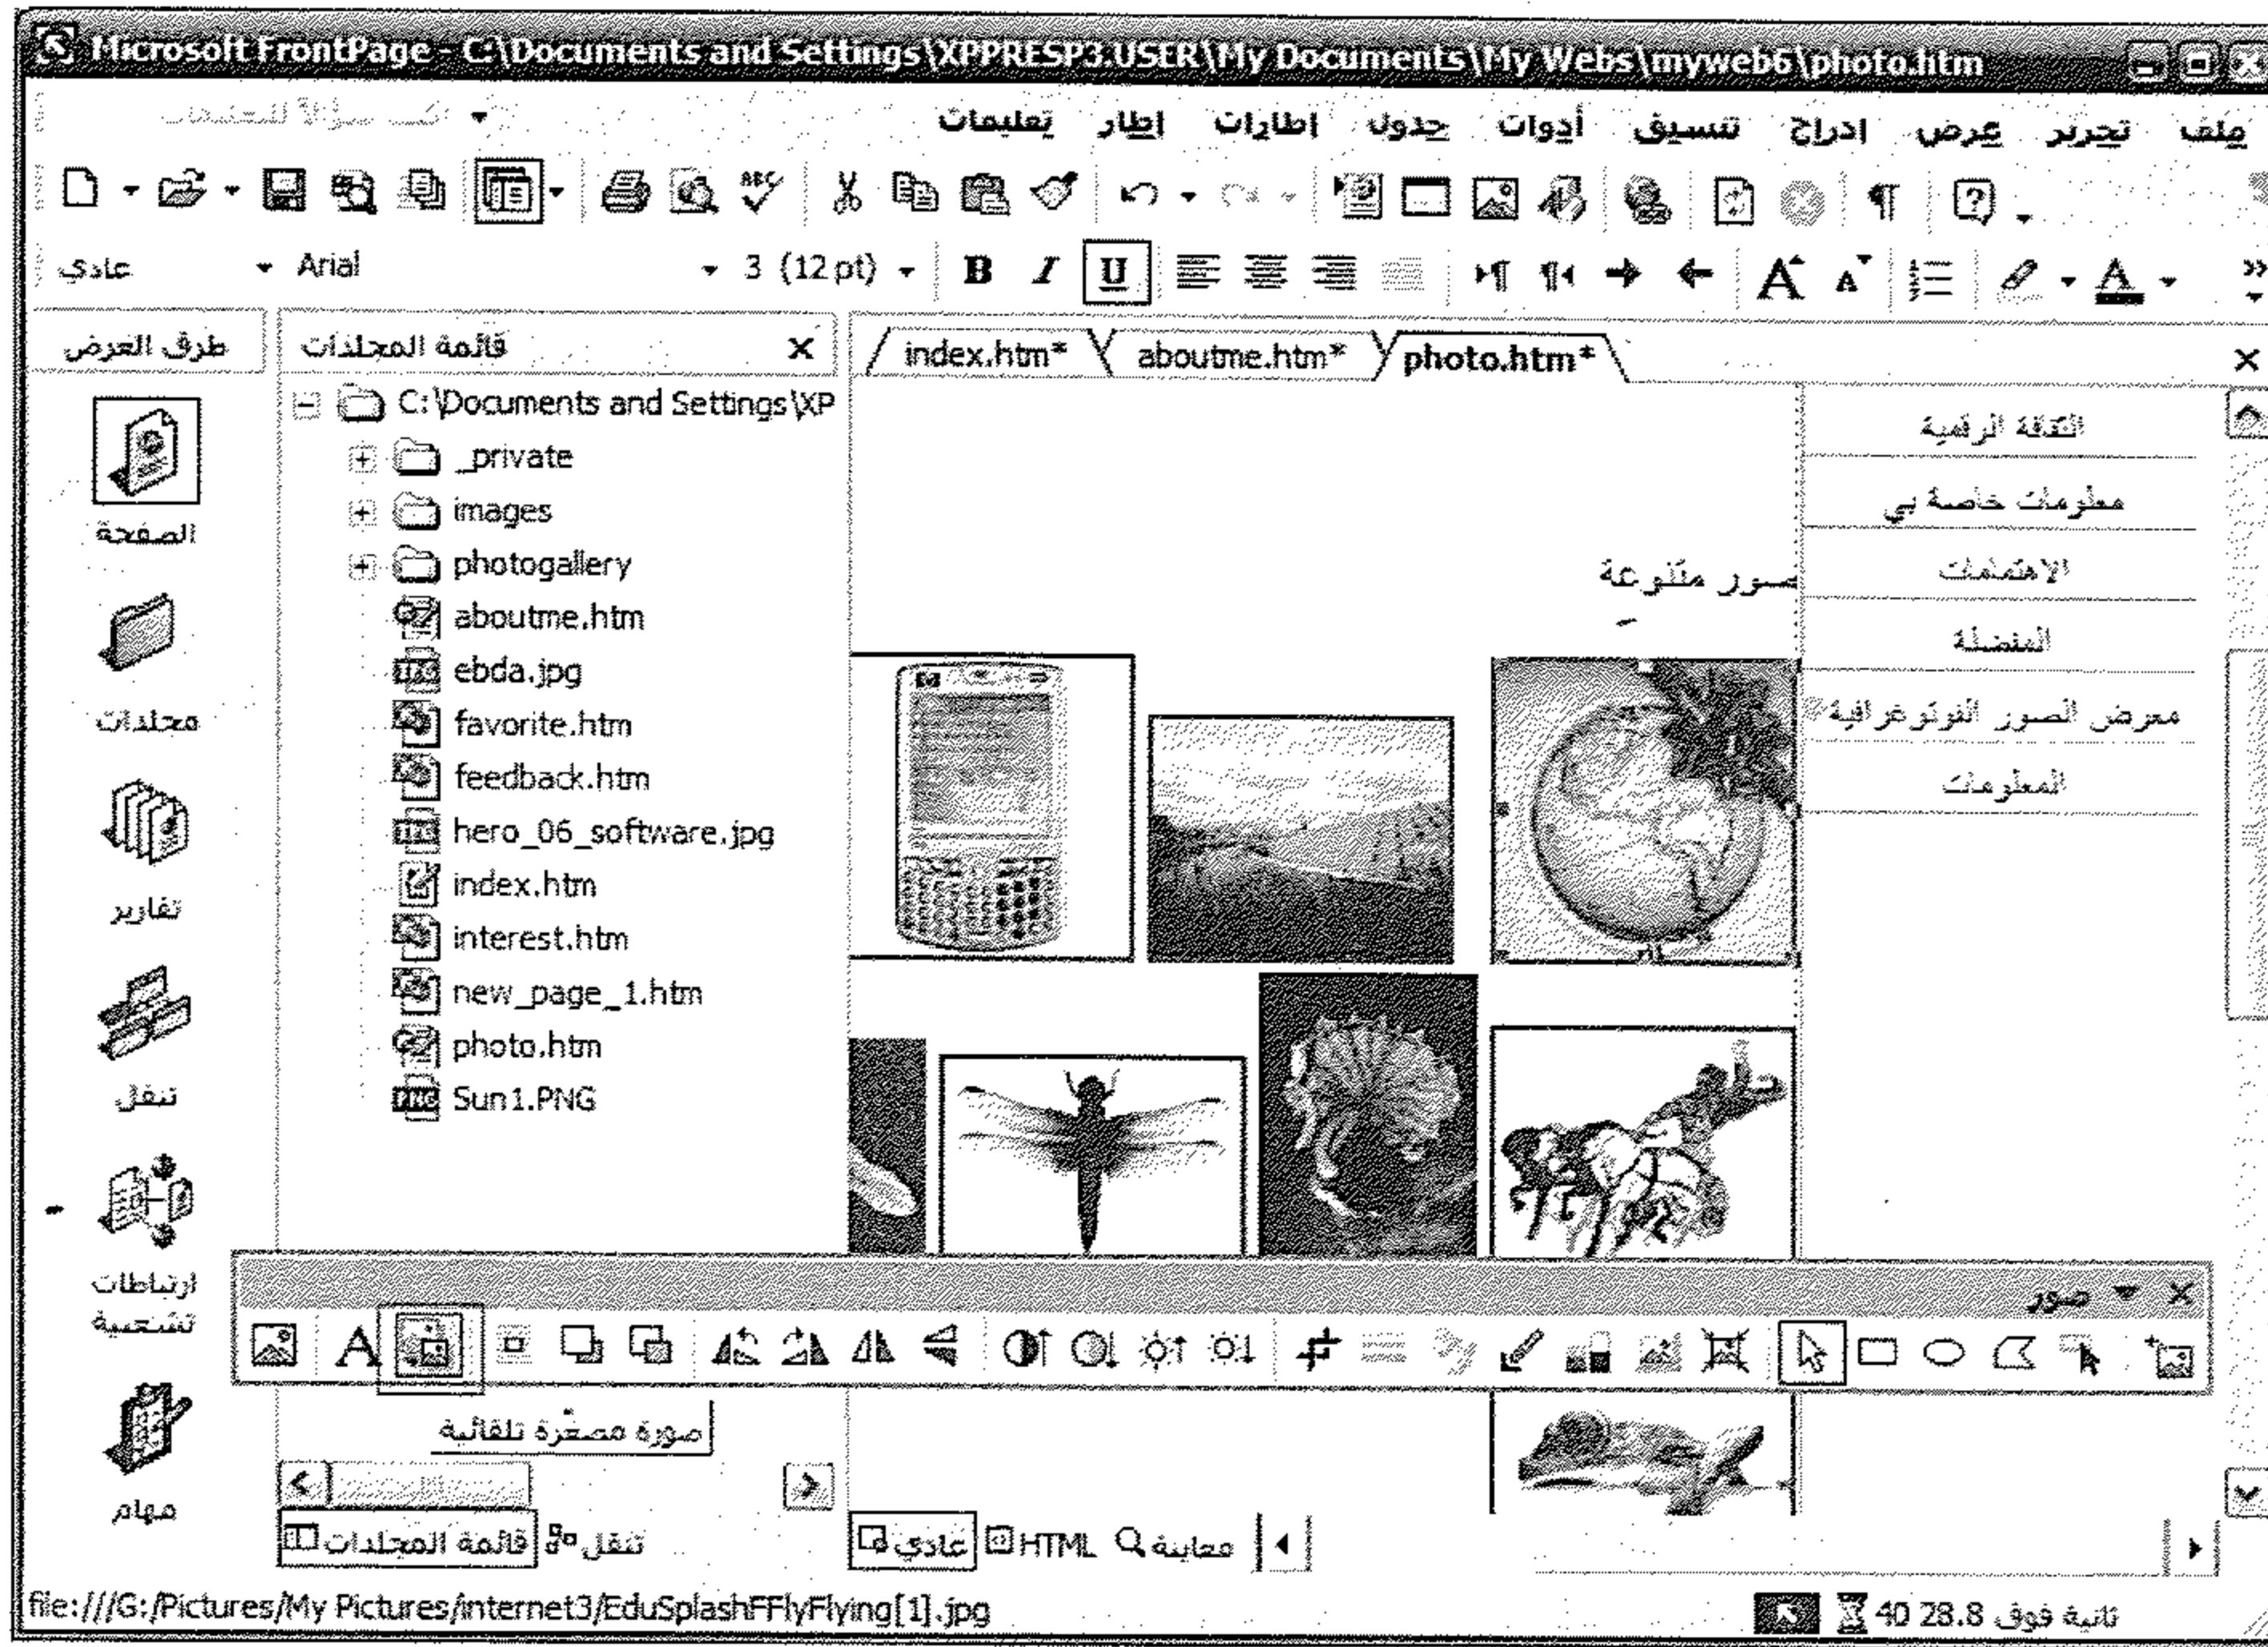 Microsoft FrontPage - C:\Documents and Settings\XPPRESP3.USER\My Documents\My Webs\myweb6\photo.htm
ملف تحرير عرض إدراج تنسيق أدوات جدول إطارات إطار تعليمات
عادي Arial 3 (12 pt) B I U A A A
طرق العرض
الصفحة
مجلدات
تقارير
تنقل
ارتباطات
تشعبية
مهام
قائمة المجلدات
C:\Documents and Settings\XP
_private
images
photogallery
aboutme.htm
ebda.jpg
favorite.htm
feedback.htm
hero_06_software.jpg
index.htm
interest.htm
new_page_1.htm
photo.htm
Sun1.PNG
index.htm* aboutme.htm* photo.htm*
الثقافة الرقمية
معلومات خاصة بي
الاهتمامات
المفضلة
معرض الصور الفوتوغرافية
المعلومات
صور متنوعة
صور
صورة مصغرة تلقائية
قائمة المجلدات تنقل
عادي HTML معاينة
file:///G:/Pictures/My Pictures/internet3/EduSplashFFlyFlying[1].jpg
40 ثانية فوق 28.8